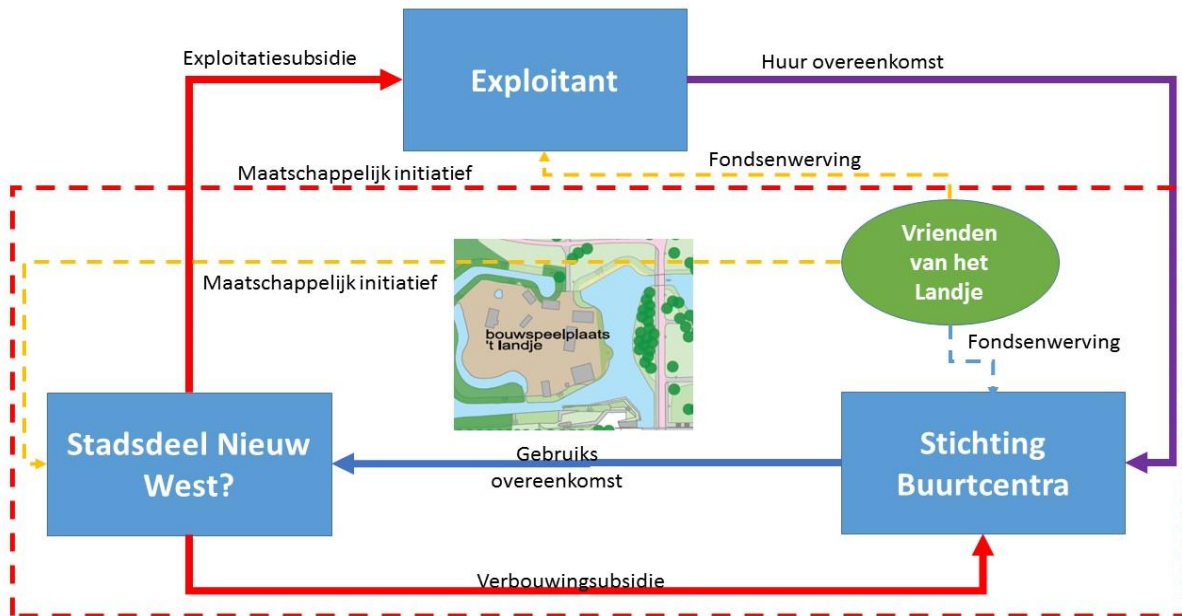 Exploitatiesubsidie
Exploitant
Huur overeenkomst
Fondsenwerving
Maatschappelijk initiatief
Vrienden
van het
Landje
Maatschappelijk initiatief
bouwspeelplaats
't landje
Fondsenwerving
Stadsdeel Nieuw
West?
Gebruiks
overeenkomst
Stichting
Buurtcentra
Verbouwingsubsidie